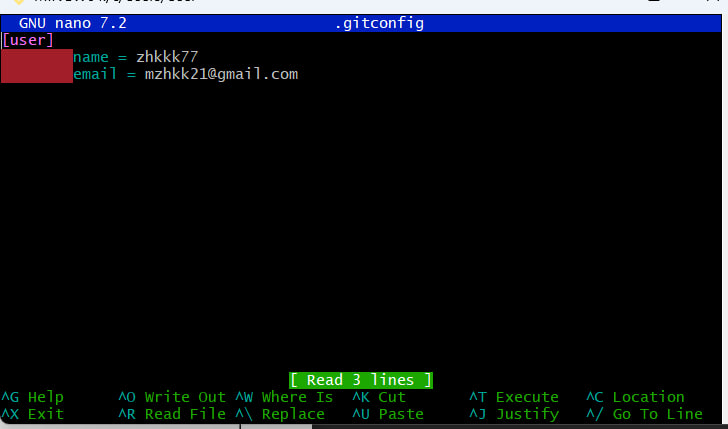 GNU nano 7.2 .gitconfig
[user]
name = zhkkk77
email = mzhkk21@gmail.com
[ Read 3 lines ]
^G Help ^O Write Out ^W Where Is ^K Cut ^T Execute ^C Location
^X Exit ^R Read File ^\ Replace ^U Paste ^J Justify ^/ Go To Line